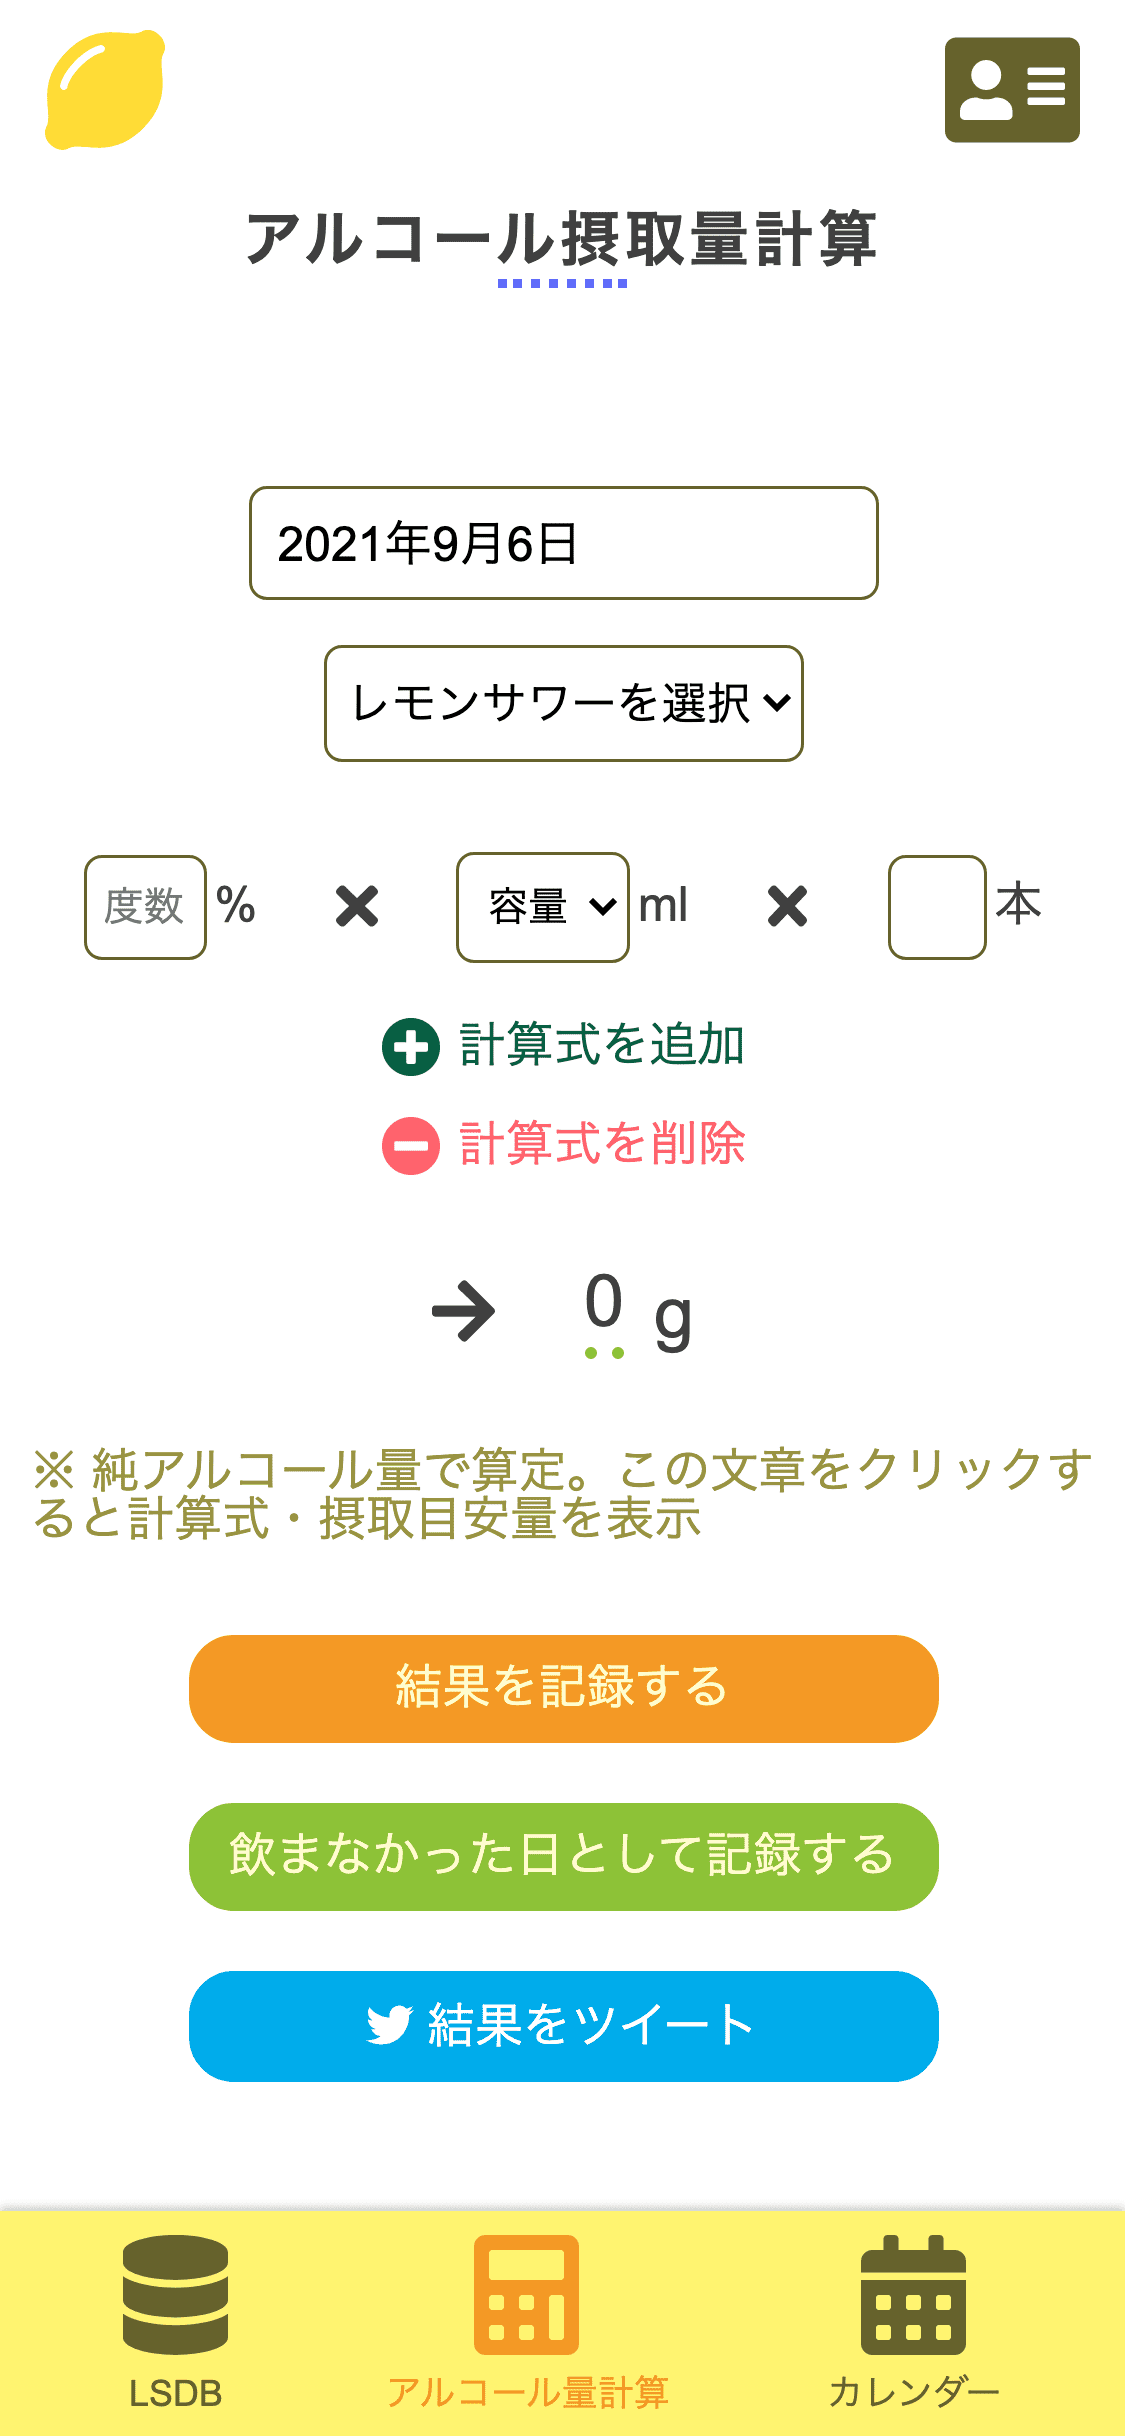 アルコール摂取量計算
2021年9月6日
レモンサワーを選択
度数 % 容量 ml 本
計算式を追加
計算式を削除
0 g
※ 純アルコール量で算定。この文章をクリックす
ると計算式・摂取目安量を表示
結果を記録する
飲まなかった日として記録する
結果をツイート
LSDB アルコール量計算 カレンダー